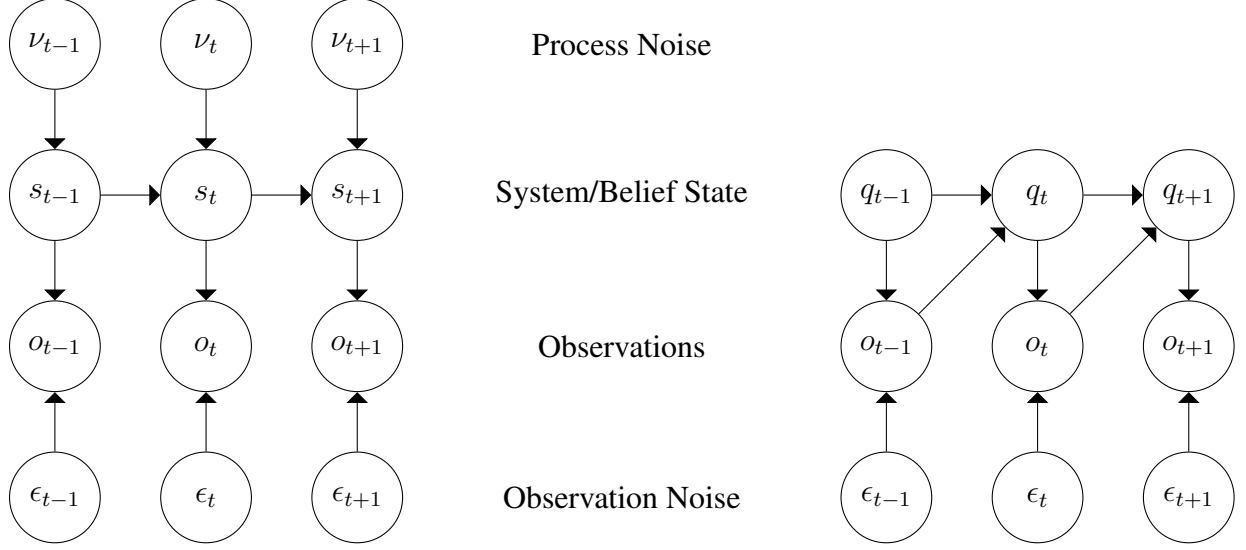 ν_{t−1} ν_t ν_{t+1} Process Noise
s_{t−1} s_t s_{t+1} System/Belief State q_{t−1} q_t q_{t+1}
o_{t−1} o_t o_{t+1} Observations o_{t−1} o_t o_{t+1}
ϵ_{t−1} ϵ_t ϵ_{t+1} Observation Noise ϵ_{t−1} ϵ_t ϵ_{t+1}